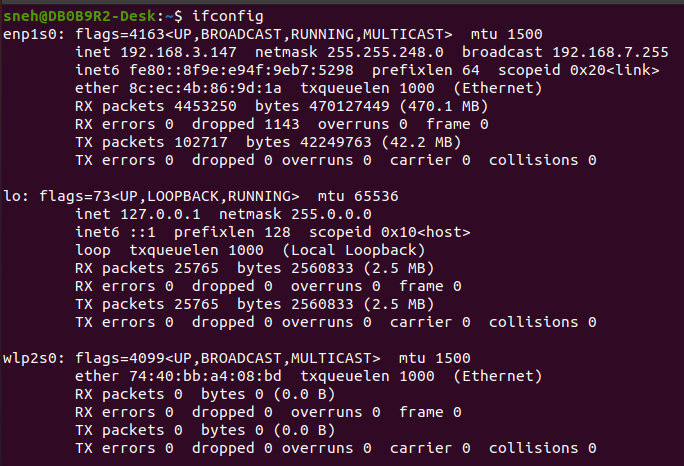 sneh@DB0B9R2-Desk:~$ ifconfig
enp1s0: flags=4163<UP,BROADCAST,RUNNING,MULTICAST>  mtu 1500
        inet 192.168.3.147  netmask 255.255.248.0  broadcast 192.168.7.255
        inet6 fe80::8f9e:e94f:9eb7:5298  prefixlen 64  scopeid 0x20<link>
        ether 8c:ec:4b:86:9d:1a  txqueuelen 1000  (Ethernet)
        RX packets 4453250  bytes 470127449 (470.1 MB)
        RX errors 0  dropped 1143  overruns 0  frame 0
        TX packets 102717  bytes 42249763 (42.2 MB)
        TX errors 0  dropped 0 overruns 0  carrier 0  collisions 0
lo: flags=73<UP,LOOPBACK,RUNNING>  mtu 65536
        inet 127.0.0.1  netmask 255.0.0.0
        inet6 ::1  prefixlen 128  scopeid 0x10<host>
        loop  txqueuelen 1000  (Local Loopback)
        RX packets 25765  bytes 2560833 (2.5 MB)
        RX errors 0  dropped 0  overruns 0  frame 0
        TX packets 25765  bytes 2560833 (2.5 MB)
        TX errors 0  dropped 0 overruns 0  carrier 0  collisions 0
wlp2s0: flags=4099<UP,BROADCAST,MULTICAST>  mtu 1500
        ether 74:40:bb:a4:08:bd  txqueuelen 1000  (Ethernet)
        RX packets 0  bytes 0 (0.0 B)
        RX errors 0  dropped 0  overruns 0  frame 0
        TX packets 0  bytes 0 (0.0 B)
        TX errors 0  dropped 0 overruns 0  carrier 0  collisions 0